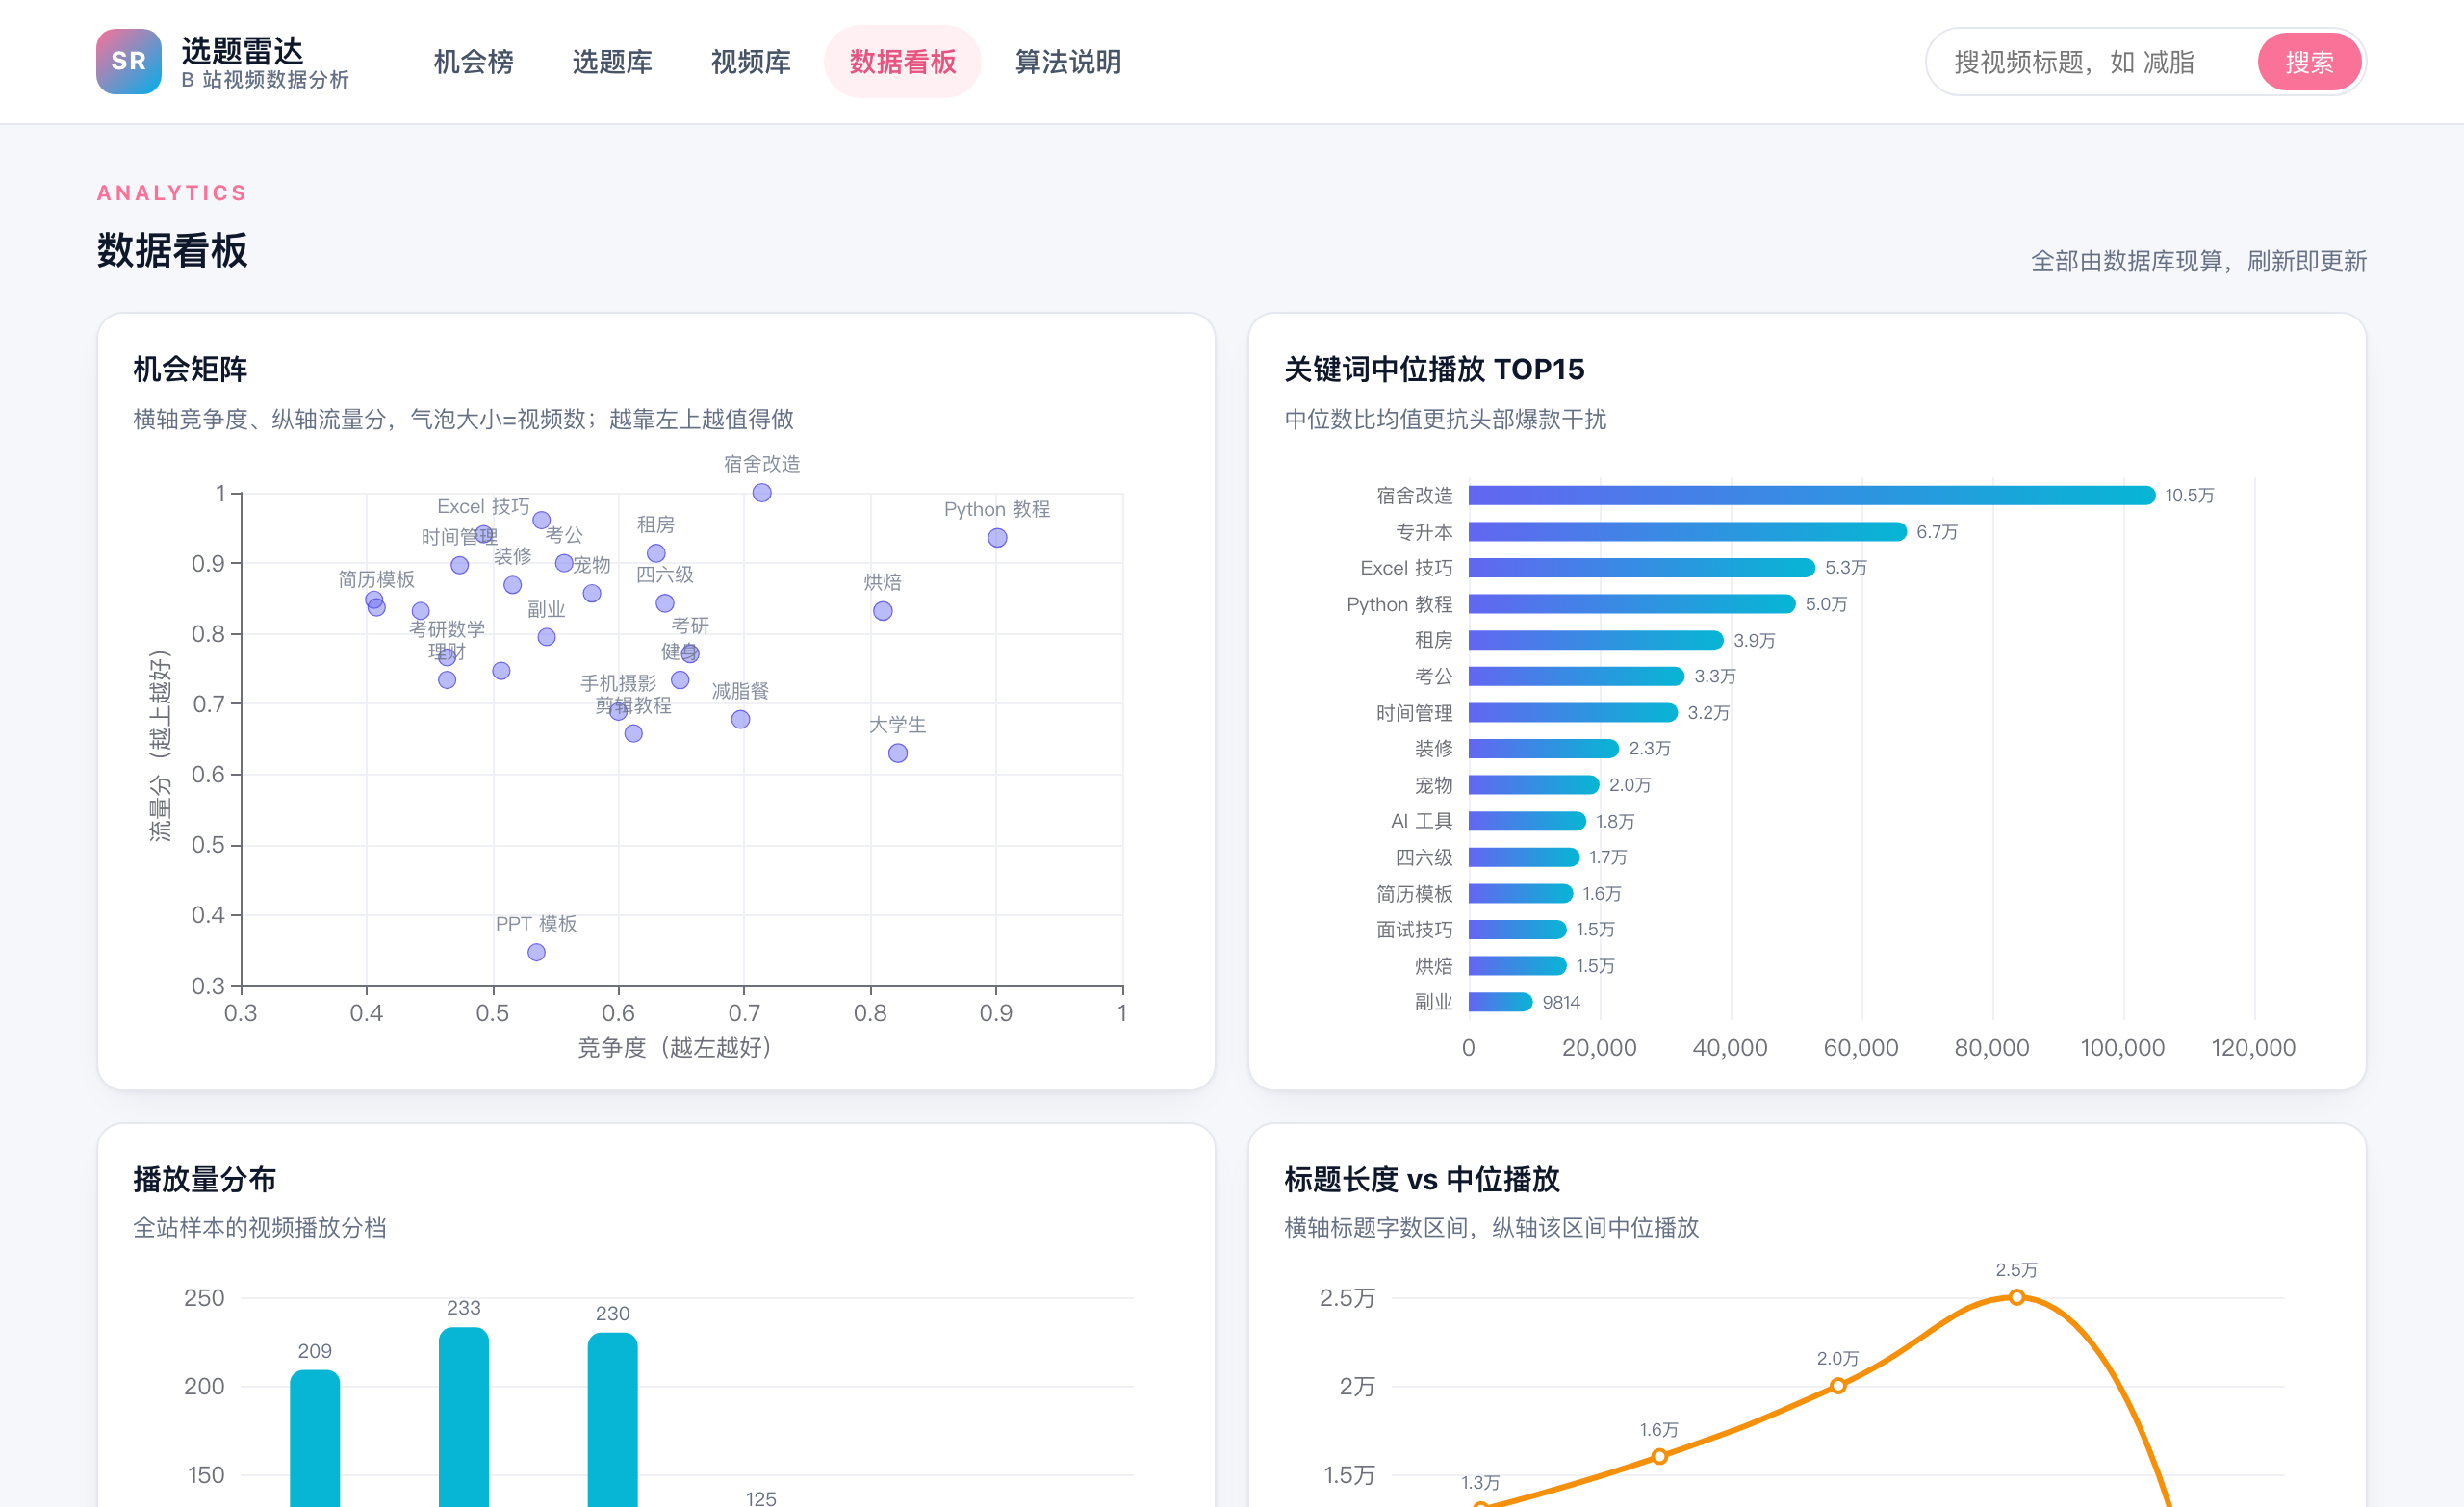 SR
选题雷达
B 站视频数据分析
机会榜
选题库
视频库
数据看板
算法说明
搜视频标题，如 减脂
搜索
ANALYTICS
数据看板
全部由数据库现算，刷新即更新
机会矩阵
横轴竞争度、纵轴流量分，气泡大小=视频数；越靠左上越值得做
宿舍改造
Excel 技巧
Python 教程
时间管理
考公
租房
装修
宠物
四六级
简历模板
烘焙
副业
考研数学
考研
理财
健身
手机摄影
减脂餐
剪辑教程
大学生
PPT 模板
流量分（越上越好）
1
0.9
0.8
0.7
0.6
0.5
0.4
0.3
0.3
0.4
0.5
0.6
0.7
0.8
0.9
1
竞争度（越左越好）
关键词中位播放 TOP15
中位数比均值更抗头部爆款干扰
宿舍改造 10.5万
专升本 6.7万
Excel 技巧 5.3万
Python 教程 5.0万
租房 3.9万
考公 3.3万
时间管理 3.2万
装修 2.3万
宠物 2.0万
AI 工具 1.8万
四六级 1.7万
简历模板 1.6万
面试技巧 1.5万
烘焙 1.5万
副业 9814
0
20,000
40,000
60,000
80,000
100,000
120,000
播放量分布
全站样本的视频播放分档
250
200
150
209
233
230
125
标题长度 vs 中位播放
横轴标题字数区间，纵轴该区间中位播放
2.5万
2万
1.5万
1.3万
1.6万
2.0万
2.5万